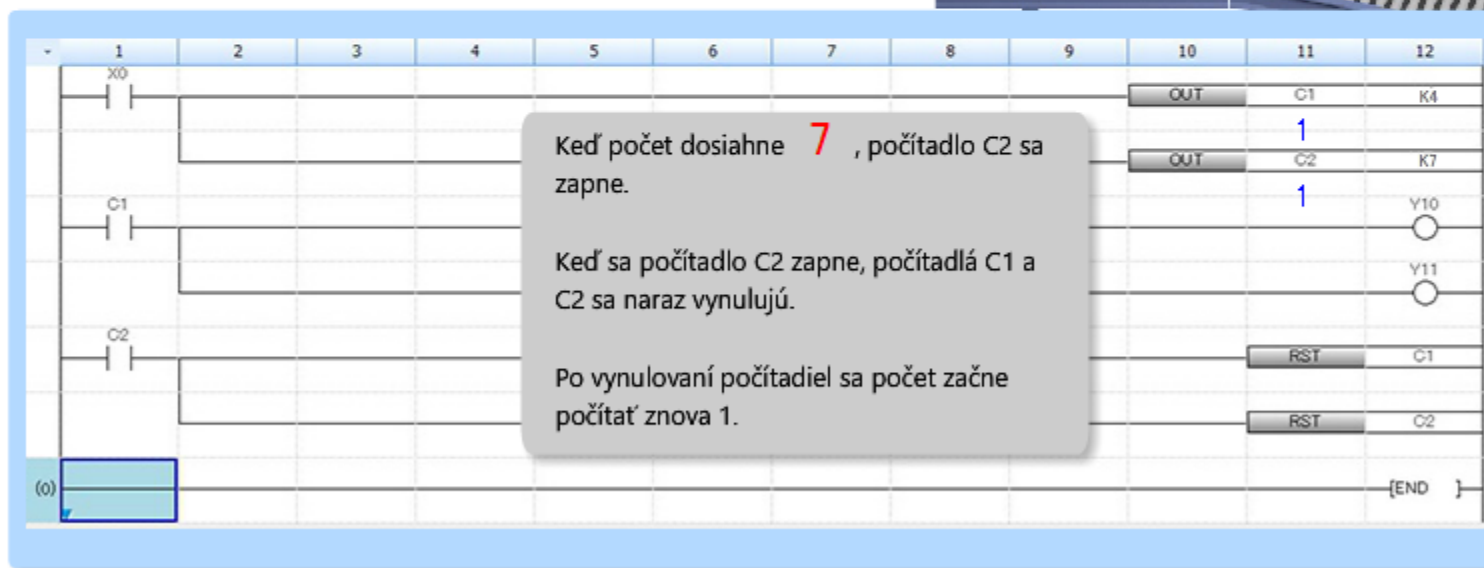 - 1 2 3 4 5 6 7 8 9 10 11 12
X0
OUT C1 K4
1
OUT C2 K7
1
C1
Y10
Y11
C2
RST C1
RST C2
(0)
[END ]
Keď počet dosiahne 7 , počítadlo C2 sa
zapne.
Keď sa počítadlo C2 zapne, počítadlá C1 a
C2 sa naraz vynulujú.
Po vynulovaní počítadiel sa počet začne
počítať znova 1.